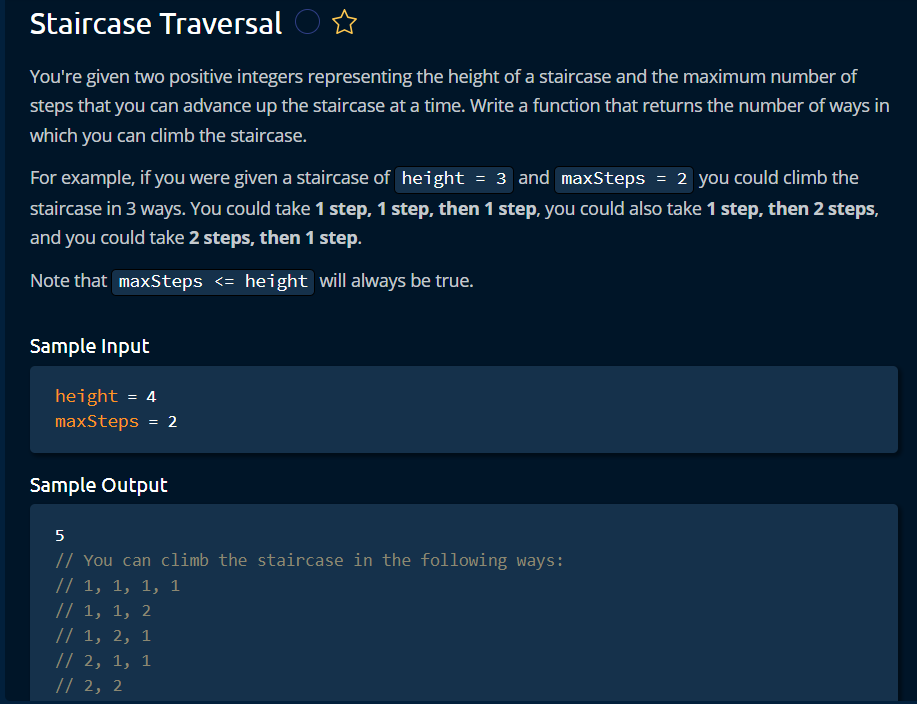 Staircase Traversal
You're given two positive integers representing the height of a staircase and the maximum number of
steps that you can advance up the staircase at a time. Write a function that returns the number of ways in
which you can climb the staircase.
For example, if you were given a staircase of height = 3 and maxSteps = 2 you could climb the
staircase in 3 ways. You could take 1 step, 1 step, then 1 step, you could also take 1 step, then 2 steps,
and you could take 2 steps, then 1 step.
Note that maxSteps <= height will always be true.
Sample Input
height = 4
maxSteps = 2
Sample Output
5
// You can climb the staircase in the following ways:
// 1, 1, 1, 1
// 1, 1, 2
// 1, 2, 1
// 2, 1, 1
// 2, 2